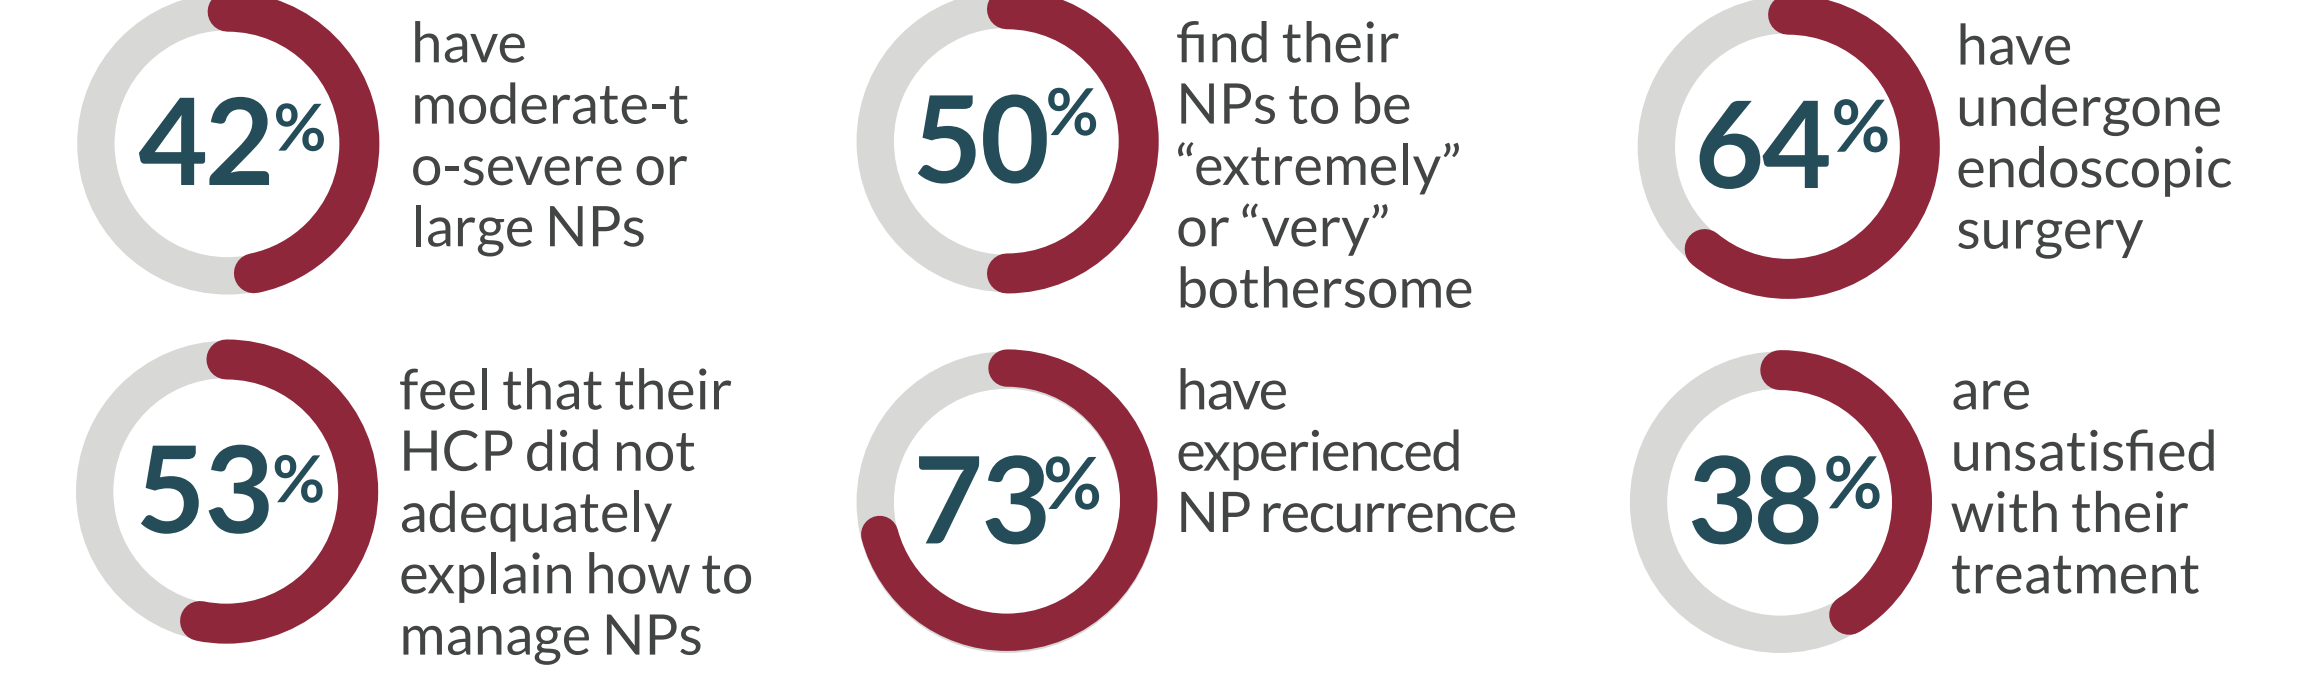 42%
have
moderate-t
o-severe or
large NPs
50%
find their
NPs to be
“extremely”
or “very”
bothersome
64%
have
undergone
endoscopic
surgery
53%
feel that their
HCP did not
adequately
explain how to
manage NPs
73%
have
experienced
NP recurrence
38%
are
unsatisfied
with their
treatment